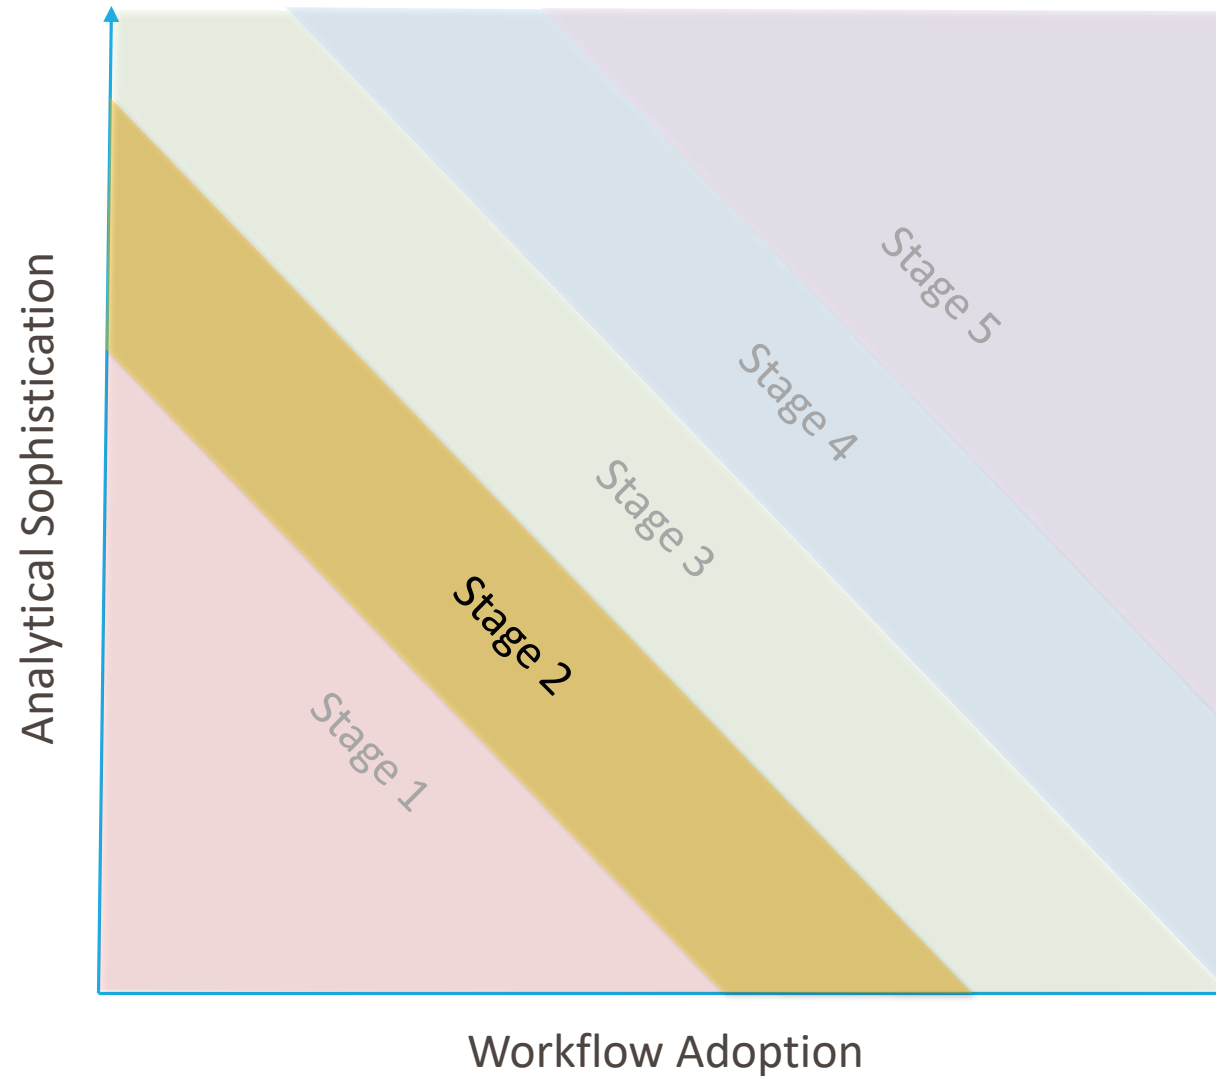 Analytical Sophistication
Stage 5
Stage 4
Stage 3
Stage 2
Stage 1
Workflow Adoption